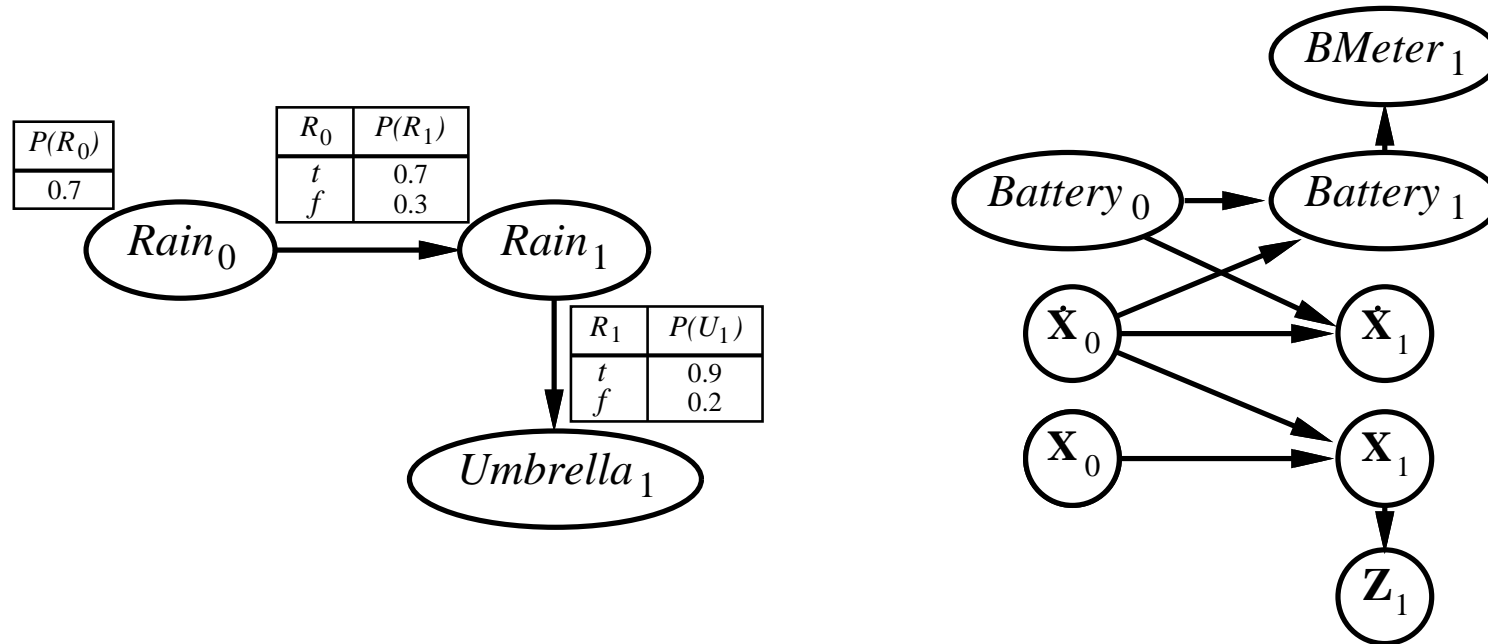 P(R₀)
0.7
R₀ P(R₁)
t 0.7
f 0.3
Rain₀
Rain₁
R₁ P(U₁)
t 0.9
f 0.2
Umbrella₁
BMeter₁
Battery₀
Battery₁
Ẋ₀
Ẋ₁
X₀
X₁
Z₁